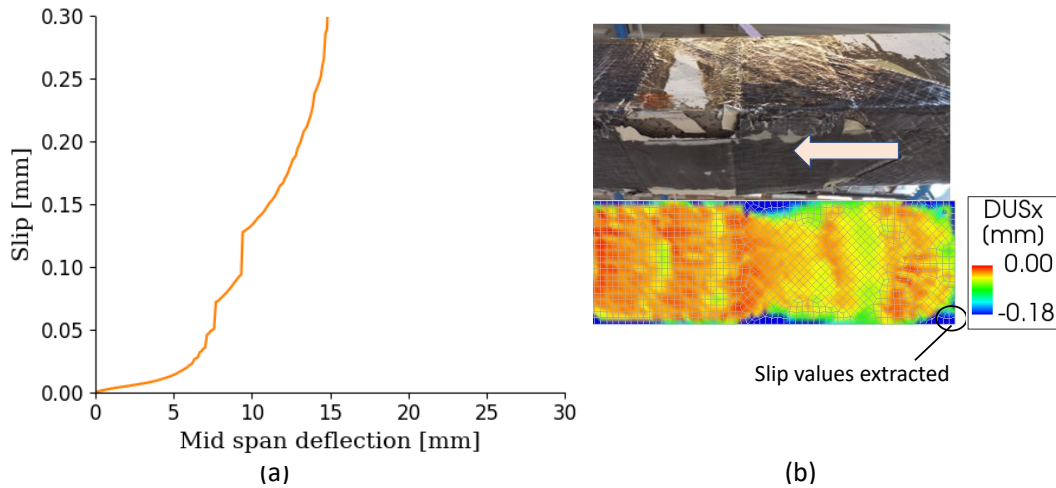 0.30
0.25
0.20
0.15
0.10
0.05
0.00
Slip [mm]
0 5 10 15 20 25 30
Mid span deflection [mm]
(a)
DUSx
(mm)
0.00
-0.18
Slip values extracted
(b)